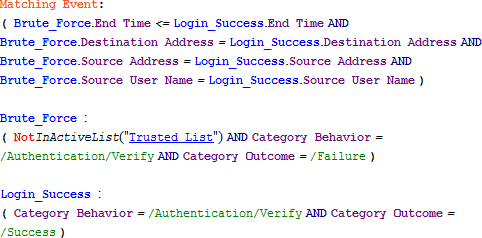 Matching Event:
( Brute_Force.End Time <= Login_Success.End Time AND
Brute_Force.Destination Address = Login_Success.Destination Address AND
Brute_Force.Source Address = Login_Success.Source Address AND
Brute_Force.Source User Name = Login_Success.Source User Name )
Brute_Force :
( NotInActiveList("Trusted List") AND Category Behavior =
/Authentication/Verify AND Category Outcome = /Failure )
Login_Success :
( Category Behavior = /Authentication/Verify AND Category Outcome =
/Success )